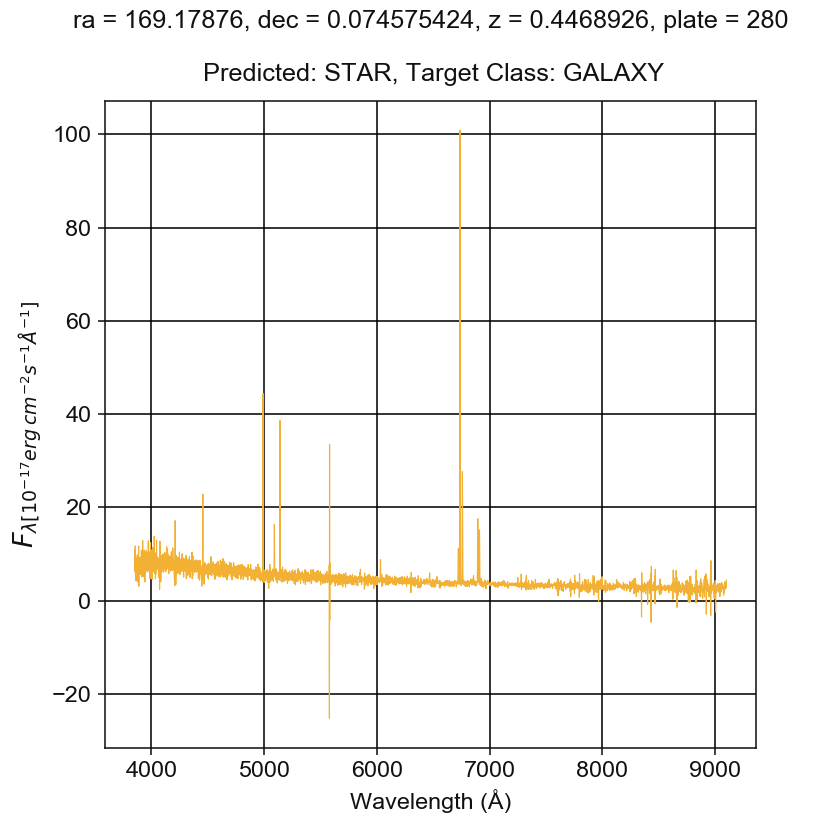 ra = 169.17876, dec = 0.074575424, z = 0.4468926, plate = 280
Predicted: STAR, Target Class: GALAXY
100
80
60
40
20
0
−20
F_{λ[10^{−17} erg cm^{−2} s^{−1} Å^{−1}]}
4000 5000 6000 7000 8000 9000
Wavelength (Å)